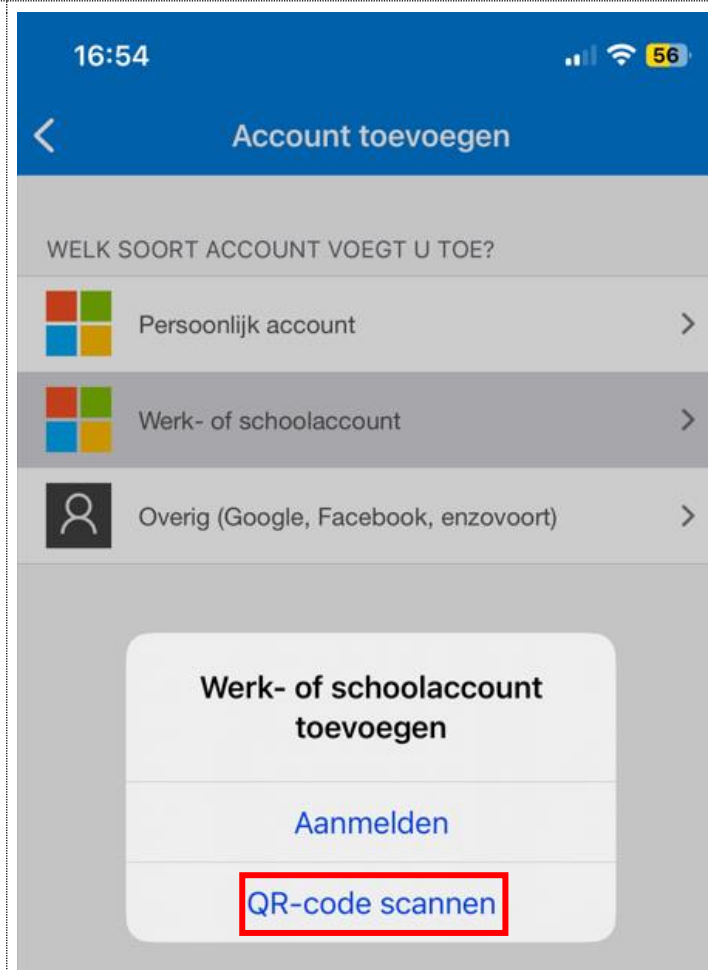 16:54
56
Account toevoegen
WELK SOORT ACCOUNT VOEGT U TOE?
Persoonlijk account
Werk- of schoolaccount
Overig (Google, Facebook, enzovoort)
Werk- of schoolaccount
toevoegen
Aanmelden
QR-code scannen